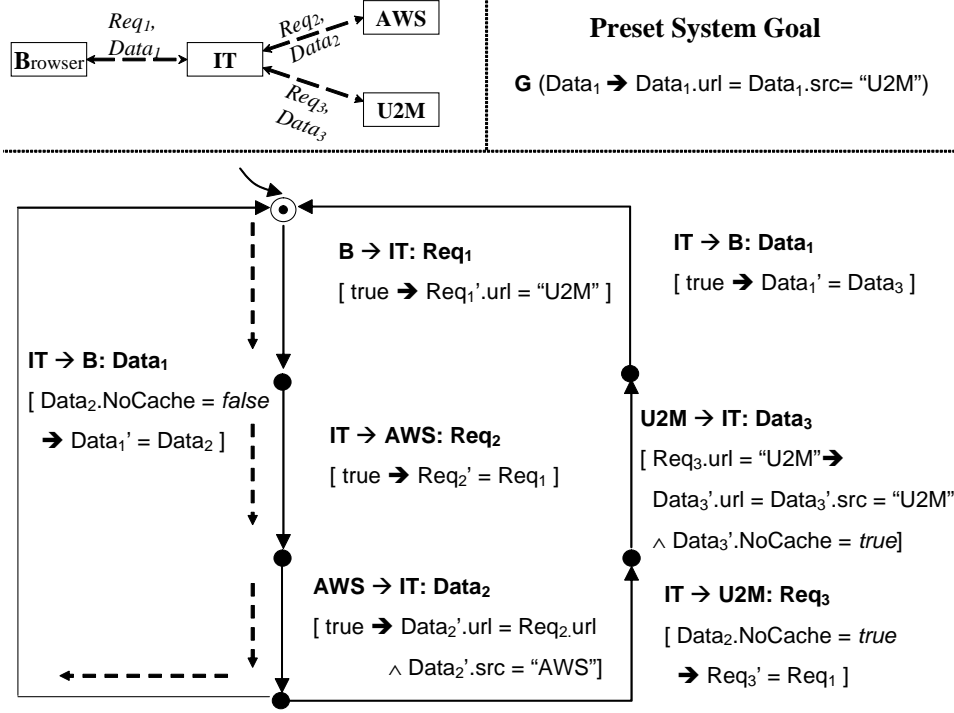 Req₁,
Data₁
Browser
IT
Req₂,
Data₂
AWS
Req₃,
Data₃
U2M
Preset System Goal
G (Data₁ ➔ Data₁.url = Data₁.src= “U2M”)
B → IT: Req₁
[ true ➔ Req₁’.url = “U2M” ]
IT → B: Data₁
[ true ➔ Data₁’ = Data₃ ]
IT → B: Data₁
[ Data₂.NoCache = false
➔ Data₁’ = Data₂ ]
IT → AWS: Req₂
[ true ➔ Req₂’ = Req₁ ]
U2M → IT: Data₃
[ Req₃.url = “U2M”➔
Data₃’.url = Data₃’.src = “U2M”
∧ Data₃’.NoCache = true]
AWS → IT: Data₂
[ true ➔ Data₂’.url = Req₂.url
∧ Data₂’.src = “AWS”]
IT → U2M: Req₃
[ Data₂.NoCache = true
➔ Req₃’ = Req₁ ]